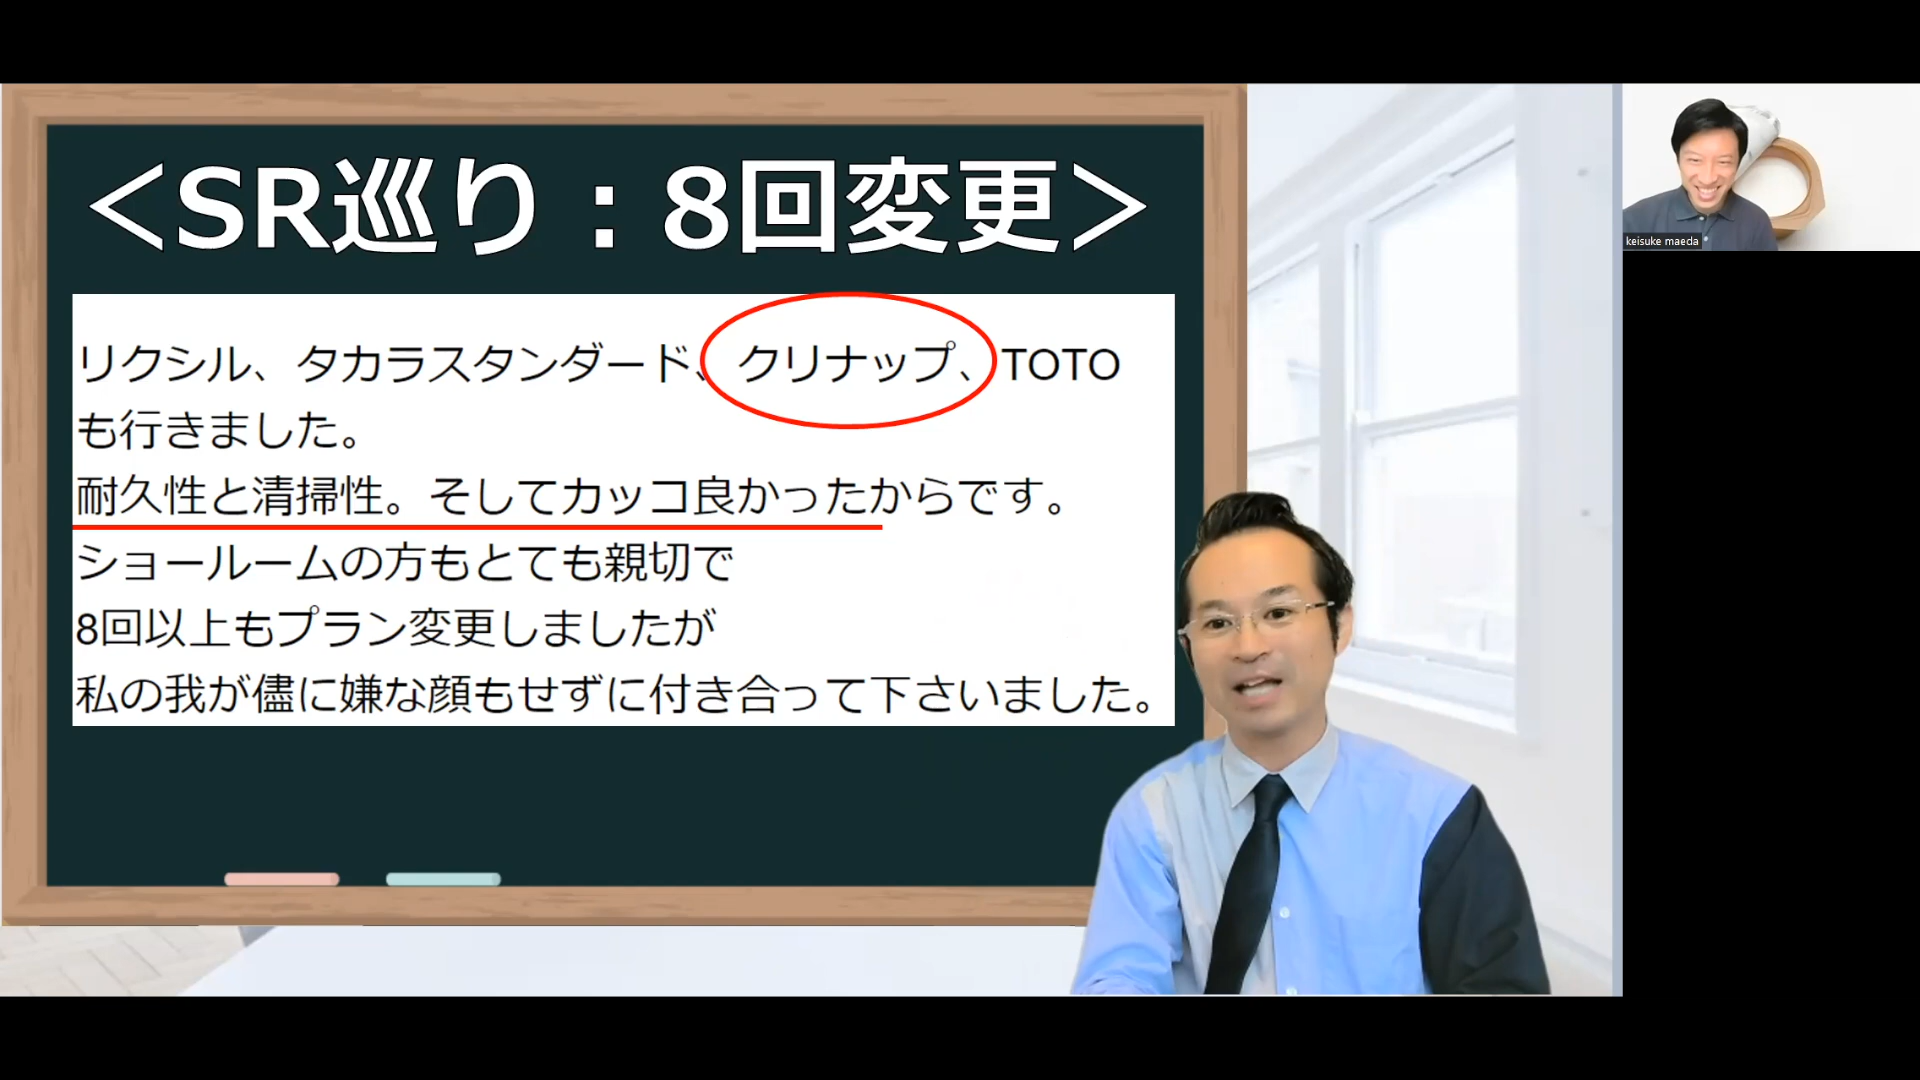 ＜SR巡り：8回変更＞
リクシル、タカラスタンダード、クリナップ、TOTO
も行きました。
耐久性と清掃性。そしてカッコ良かったからです。
ショールームの方もとても親切で
8回以上もプラン変更しましたが
私の我が儘に嫌な顔もせずに付き合って下さいました。
keisuke maeda